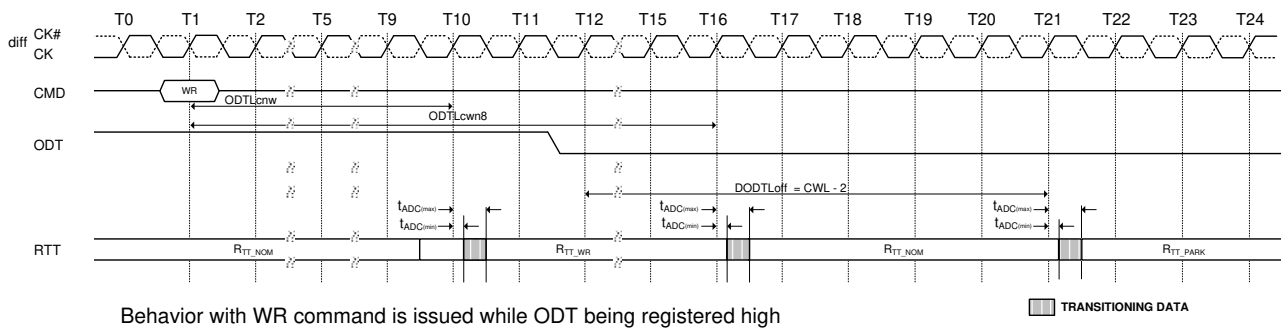 T0 T1 T2 T5 T9 T10 T11 T12 T15 T16 T17 T18 T19 T20 T21 T22 T23 T24
diff CK#
CK
CMD WR
ODTLcnw
ODTLcwn8
ODT
DODTLoff = CWL - 2
tADC(max) tADC(max) tADC(max)
tADC(min) tADC(min) tADC(min)
RTT RTT_NOM RTT_WR RTT_NOM RTT_PARK
Behavior with WR command is issued while ODT being registered high
TRANSITIONING DATA